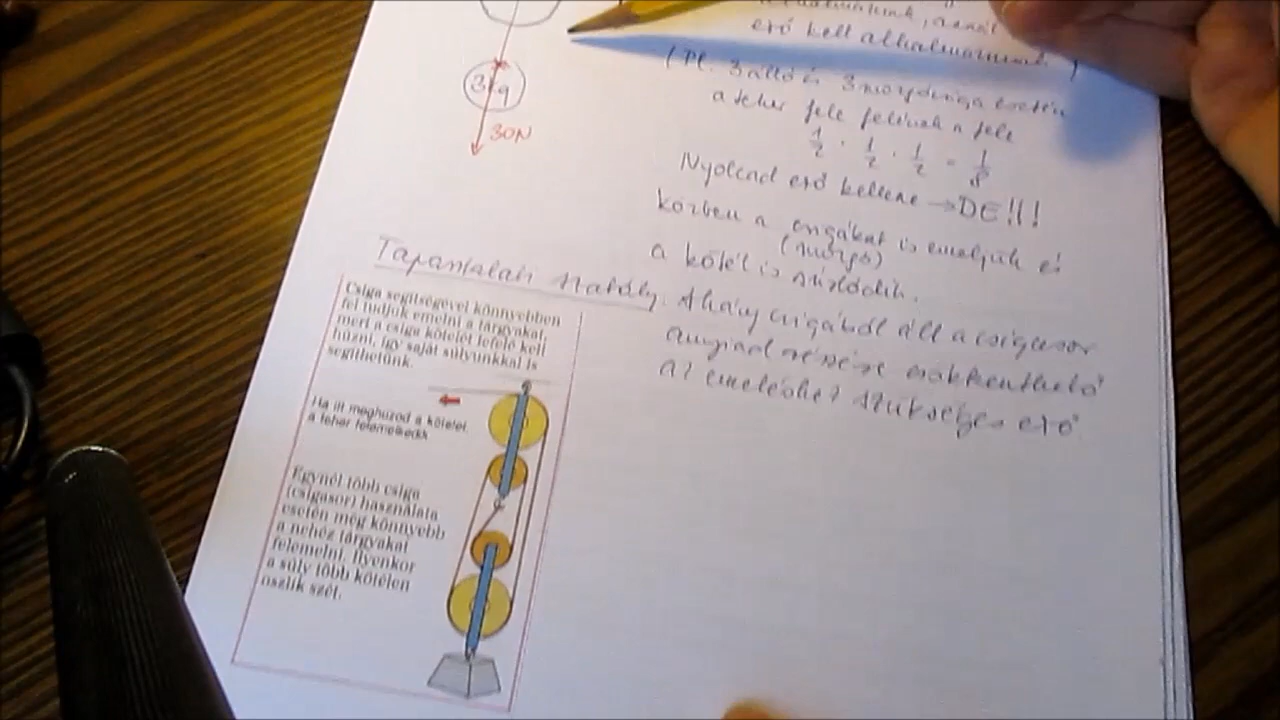 erő kell alkalmaznunk.)
(Pl. 3 álló és 3 mozgócsiga esetén
a teher fele felének a fele
1/2 · 1/2 · 1/2 = 1/8
Nyolcad erő kellene → DE!!!
közben a csigákat is emeljük és
(mozgó)
a kötél is súrlódik.
3kg
30N
Tapasztalati szabály: Ahány csigából áll a csigasor
annyiad részére csökkenthető
az emeléshez szükséges erő
Csiga segítségével könnyebben
fel tudjuk emelni a tárgyakat,
mert a csiga kötelét lefelé kell
húzni, így saját súlyunkkal is
segíthetünk.
Ha itt meghúzod a kötelet,
a teher felemelkedik
Egynél több csiga
(csigasor) használata
esetén még könnyebb
a nehéz tárgyakat
felemelni. Ilyenkor
a súly több kötélen
oszlik szét.